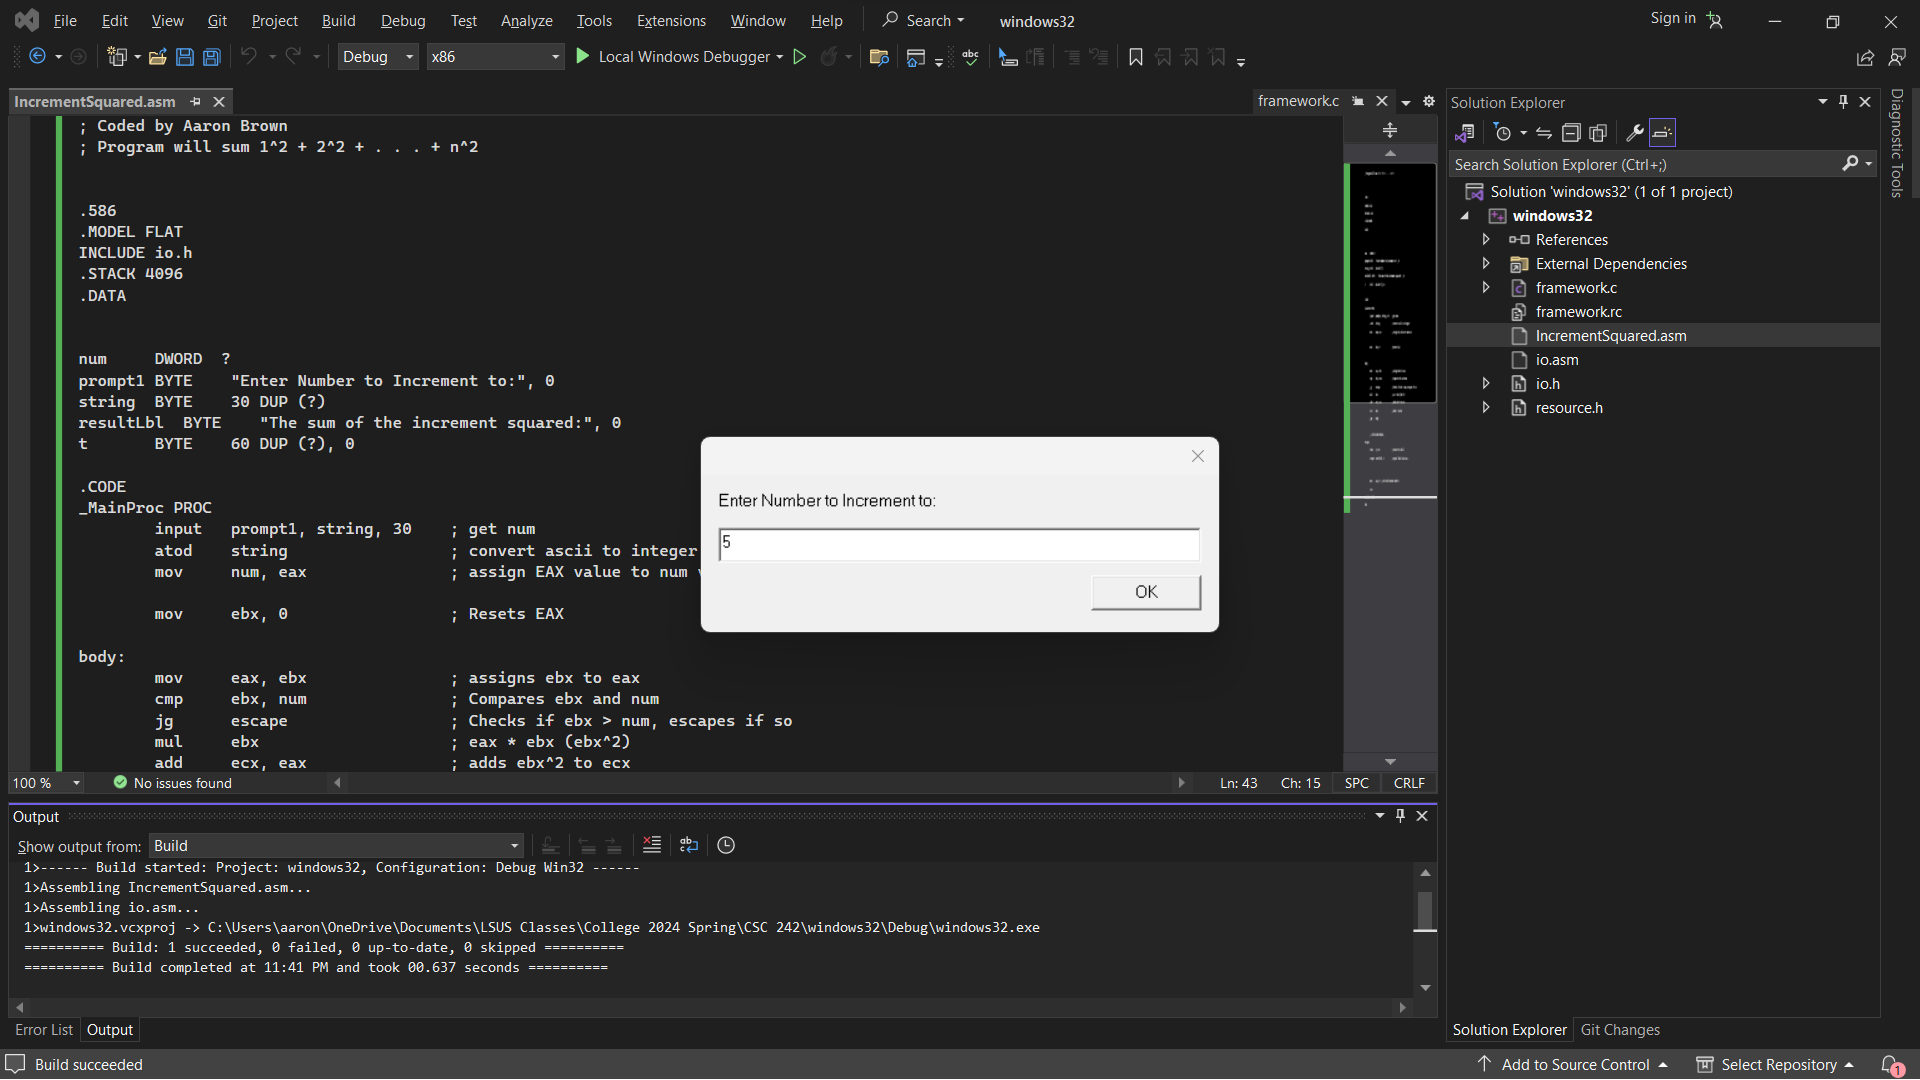 File Edit View Git Project Build Debug Test Analyze Tools Extensions Window Help Search windows32 Sign in
Debug x86 Local Windows Debugger
IncrementSquared.asm framework.c
; Coded by Aaron Brown
; Program will sum 1^2 + 2^2 + . . . + n^2
.586
.MODEL FLAT
INCLUDE io.h
.STACK 4096
.DATA
num DWORD ?
prompt1 BYTE "Enter Number to Increment to:", 0
string BYTE 30 DUP (?)
resultLbl BYTE "The sum of the increment squared:", 0
t BYTE 60 DUP (?), 0
.CODE
_MainProc PROC
input prompt1, string, 30 ; get num
atod string ; convert ascii to integer
mov num, eax ; assign EAX value to num
mov ebx, 0 ; Resets EAX
body:
mov eax, ebx ; assigns ebx to eax
cmp ebx, num ; Compares ebx and num
jg escape ; Checks if ebx > num, escapes if so
mul ebx ; eax * ebx (ebx^2)
add ecx, eax ; adds ebx^2 to ecx
Enter Number to Increment to:
5
OK
100 % No issues found Ln: 43 Ch: 15 SPC CRLF
Output
Show output from: Build
1>------ Build started: Project: windows32, Configuration: Debug Win32 ------
1>Assembling IncrementSquared.asm...
1>Assembling io.asm...
1>windows32.vcxproj -> C:\Users\aaron\OneDrive\Documents\LSUS Classes\College 2024 Spring\CSC 242\windows32\Debug\windows32.exe
========== Build: 1 succeeded, 0 failed, 0 up-to-date, 0 skipped ==========
========== Build completed at 11:41 PM and took 00.637 seconds ==========
Error List Output
Solution Explorer
Search Solution Explorer (Ctrl+;)
Solution 'windows32' (1 of 1 project)
windows32
References
External Dependencies
framework.c
framework.rc
IncrementSquared.asm
io.asm
io.h
resource.h
Solution Explorer Git Changes
Diagnostic Tools
Build succeeded Add to Source Control Select Repository 1